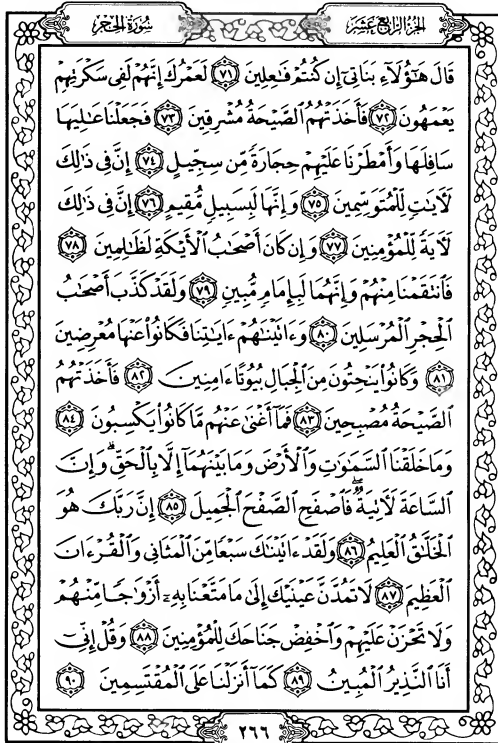 سُورَةُ الحِجْر
الجزء الرابع عشر
قَالَ هَٰٓؤُلَآءِ بَنَاتِيٓ إِن كُنتُمْ فَٰعِلِينَ ٧١ لَعَمْرُكَ إِنَّهُمْ لَفِي سَكْرَتِهِمْ
يَعْمَهُونَ ٧٢ فَأَخَذَتْهُمُ ٱلصَّيْحَةُ مُشْرِقِينَ ٧٣ فَجَعَلْنَا عَٰلِيَهَا
سَافِلَهَا وَأَمْطَرْنَا عَلَيْهِمْ حِجَارَةً مِّن سِجِّيلٍ ٧٤ إِنَّ فِي ذَٰلِكَ
لَأٓيَٰتٍ لِّلْمُتَوَسِّمِينَ ٧٥ وَإِنَّهَا لَبِسَبِيلٍ مُّقِيمٍ ٧٦ إِنَّ فِي ذَٰلِكَ
لَأٓيَةً لِّلْمُؤْمِنِينَ ٧٧ وَإِن كَانَ أَصْحَٰبُ ٱلْأَيْكَةِ لَظَٰلِمِينَ ٧٨
فَٱنتَقَمْنَا مِنْهُمْ وَإِنَّهُمَا لَبِإِمَامٍ مُّبِينٍ ٧٩ وَلَقَدْ كَذَّبَ أَصْحَٰبُ
ٱلْحِجْرِ ٱلْمُرْسَلِينَ ٨٠ وَءَاتَيْنَٰهُمْ ءَايَٰتِنَا فَكَانُوا۟ عَنْهَا مُعْرِضِينَ
٨١ وَكَانُوا۟ يَنْحِتُونَ مِنَ ٱلْجِبَالِ بُيُوتًا ءَامِنِينَ ٨٢ فَأَخَذَتْهُمُ
ٱلصَّيْحَةُ مُصْبِحِينَ ٨٣ فَمَآ أَغْنَىٰ عَنْهُم مَّا كَانُوا۟ يَكْسِبُونَ ٨٤
وَمَا خَلَقْنَا ٱلسَّمَٰوَٰتِ وَٱلْأَرْضَ وَمَا بَيْنَهُمَآ إِلَّا بِٱلْحَقِّ ۗ وَإِنَّ
ٱلسَّاعَةَ لَأٓتِيَةٌ ۖ فَٱصْفَحِ ٱلصَّفْحَ ٱلْجَمِيلَ ٨٥ إِنَّ رَبَّكَ هُوَ
ٱلْخَلَّٰقُ ٱلْعَلِيمُ ٨٦ وَلَقَدْ ءَاتَيْنَٰكَ سَبْعًا مِّنَ ٱلْمَثَانِي وَٱلْقُرْءَانَ
ٱلْعَظِيمَ ٨٧ لَا تَمُدَّنَّ عَيْنَيْكَ إِلَىٰ مَا مَتَّعْنَا بِهِۦٓ أَزْوَٰجًا مِّنْهُمْ
وَلَا تَحْزَنْ عَلَيْهِمْ وَٱخْفِضْ جَنَاحَكَ لِلْمُؤْمِنِينَ ٨٨ وَقُلْ إِنِّيٓ
أَنَا ٱلنَّذِيرُ ٱلْمُبِينُ ٨٩ كَمَآ أَنزَلْنَا عَلَى ٱلْمُقْتَسِمِينَ ٩٠
٢٦٦